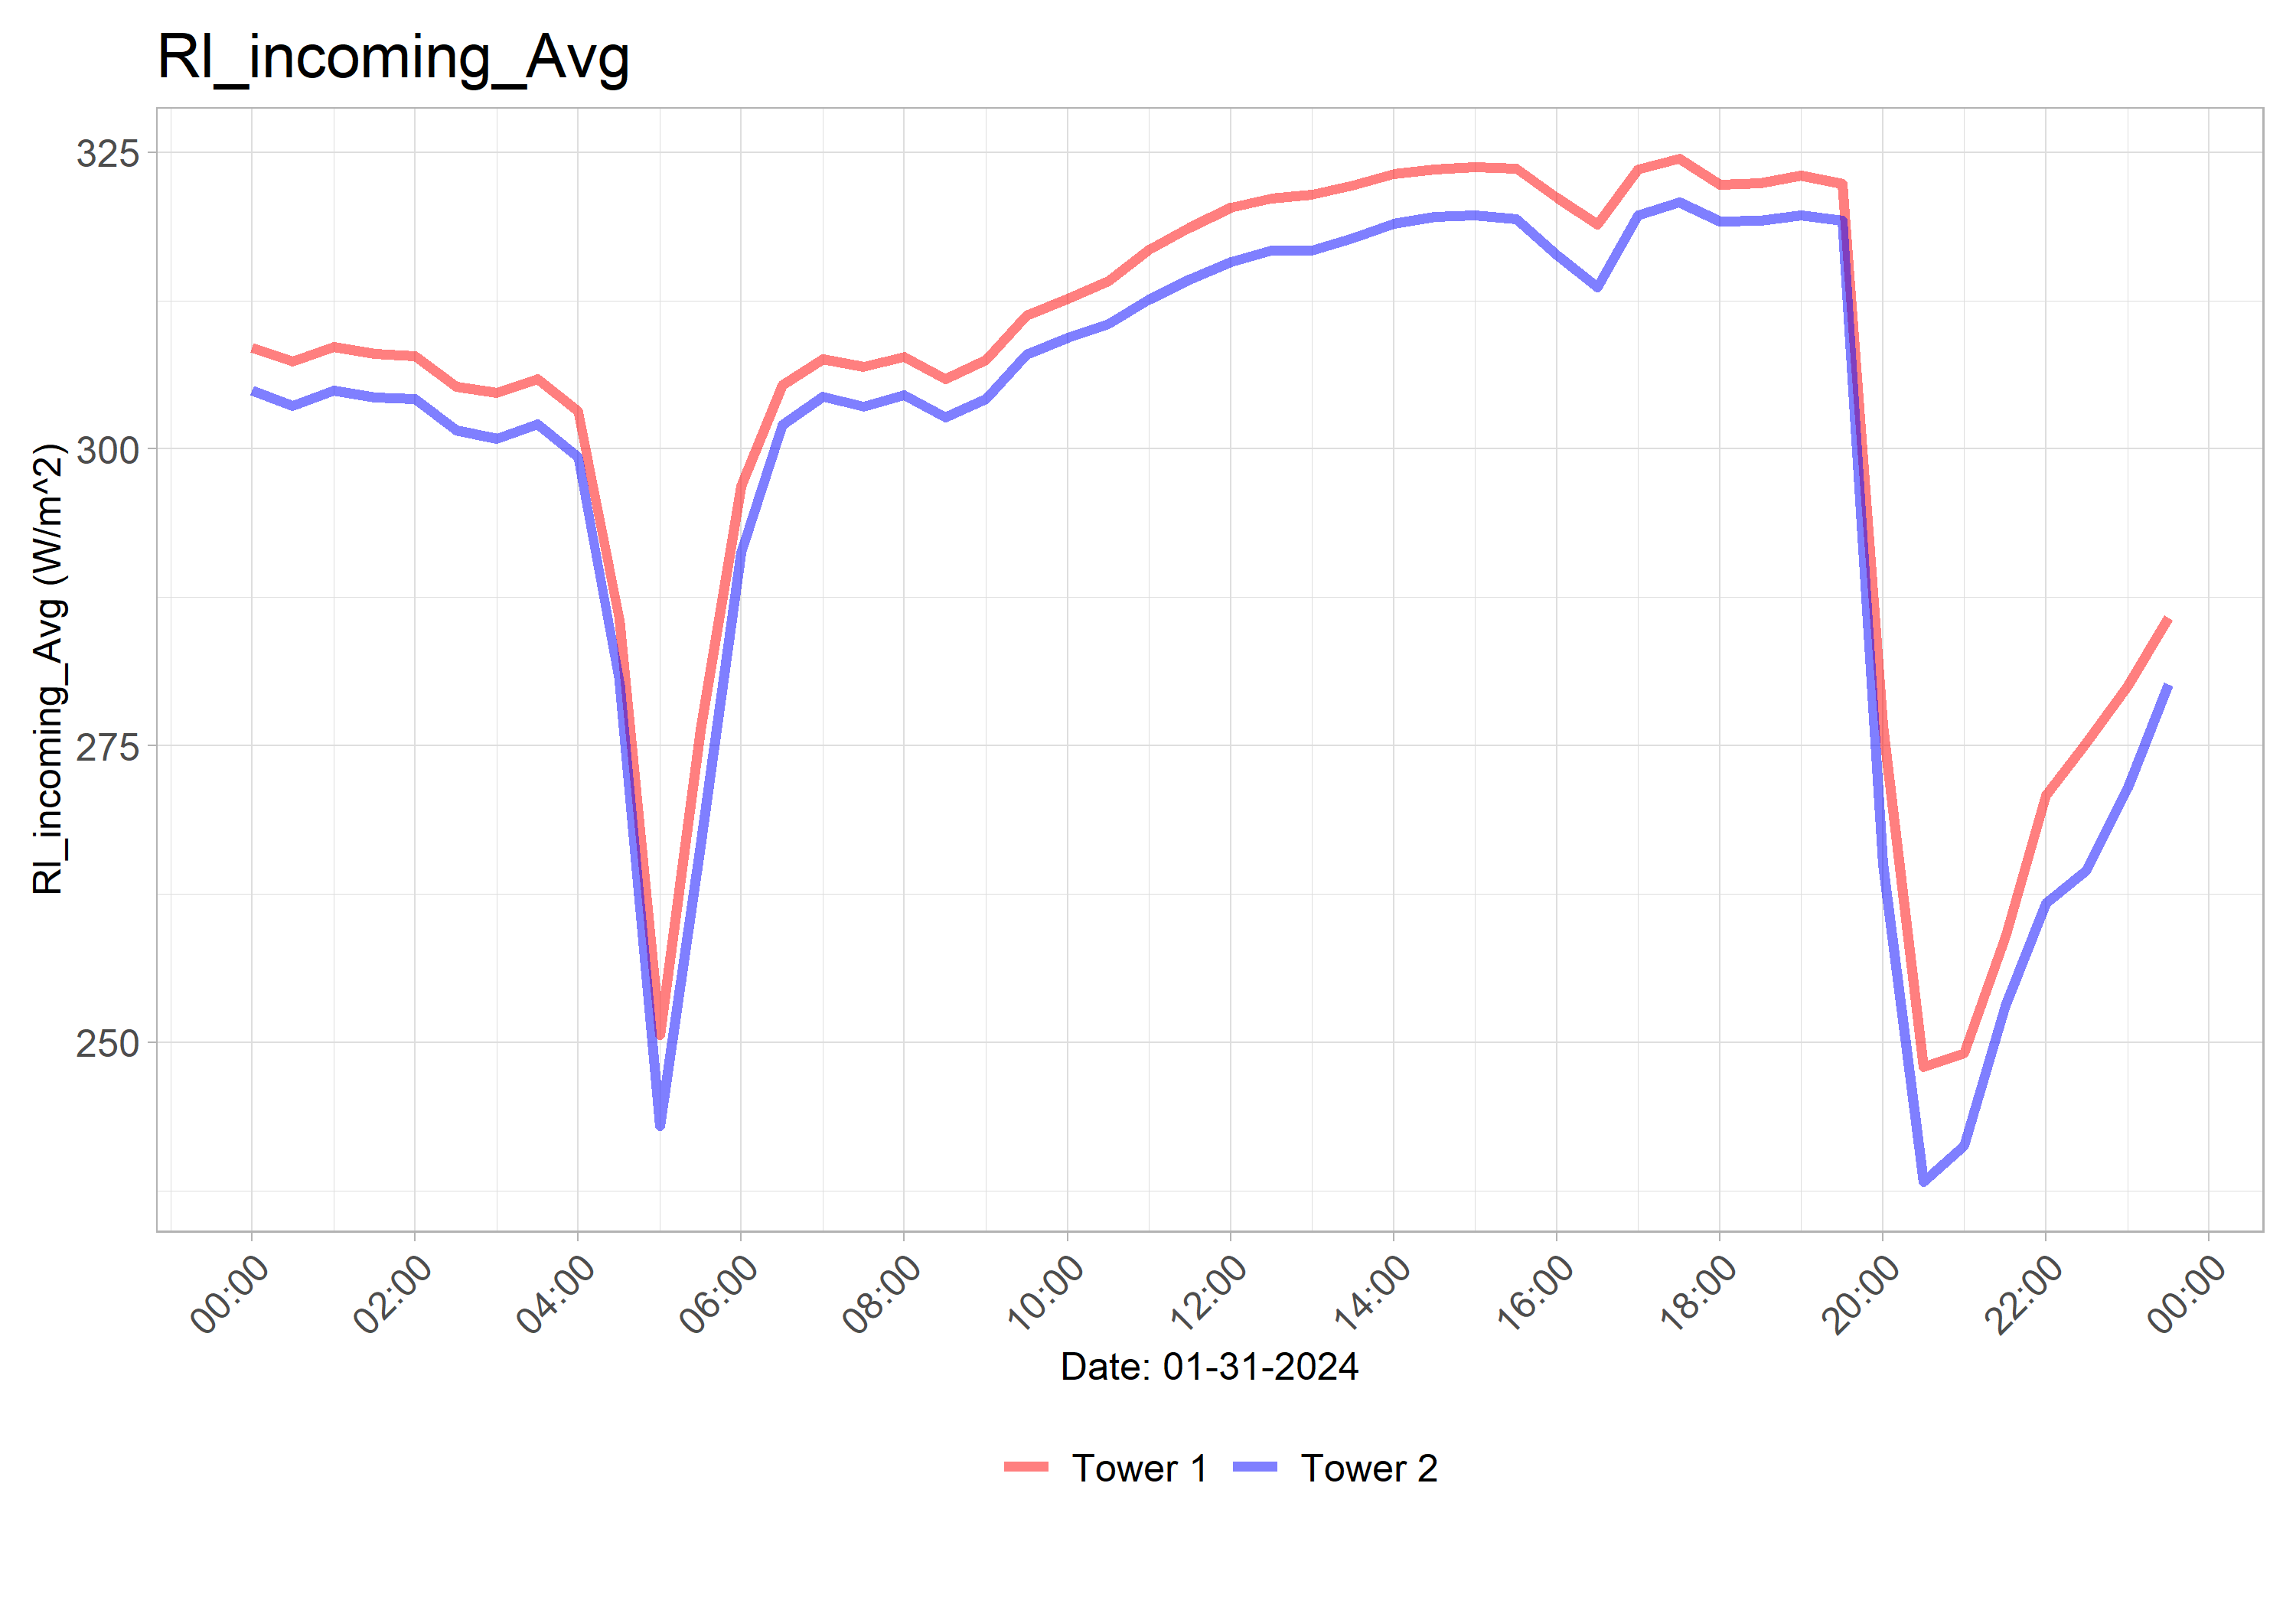 Rl_incoming_Avg
Rl_incoming_Avg (W/m^2)
325
300
275
250
00:00 02:00 04:00 06:00 08:00 10:00 12:00 14:00 16:00 18:00 20:00 22:00 00:00
Date: 01-31-2024
Tower 1 Tower 2